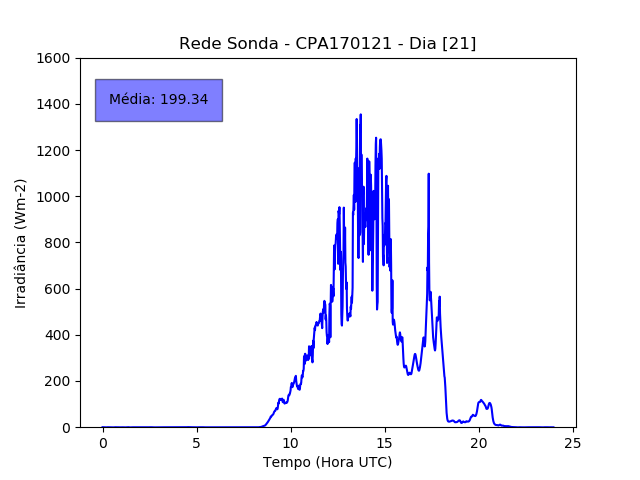 Rede Sonda - CPA170121 - Dia [21]
1600
1400
1200
1000
800
600
400
200
0
Média: 199.34
Irradiância (Wm-2)
0 5 10 15 20 25
Tempo (Hora UTC)